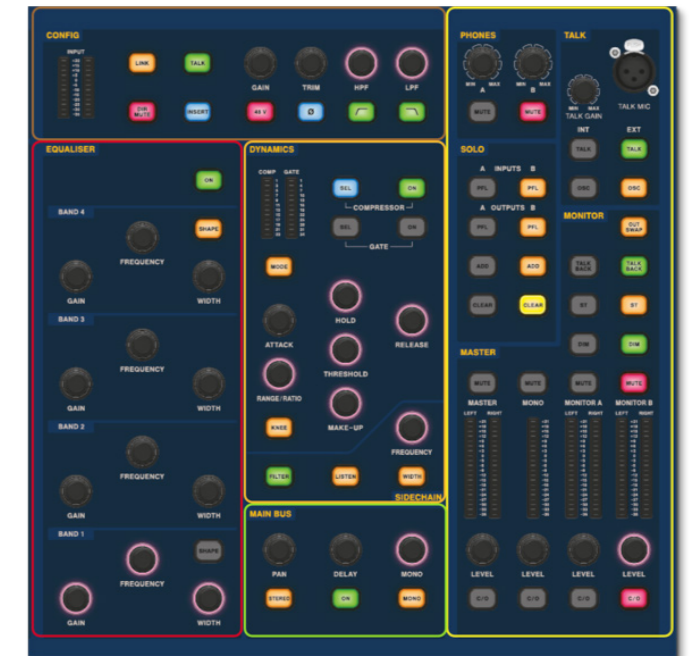 CONFIG
INPUT
LINK
TALK
GAIN
TRIM
HPF
LPF
DIM MUTE
INSERT
48 V
Ø
PHONES
MIN MAX
MIN MAX
A
B
MUTE
MUTE
TALK
MIN MAX
TALK GAIN
TALK MIC
INT
EXT
TALK
TALK
OSC
OSC
EQUALISER
ON
BAND 4
SHAPE
FREQUENCY
GAIN
WIDTH
BAND 3
FREQUENCY
GAIN
WIDTH
BAND 2
FREQUENCY
GAIN
WIDTH
BAND 1
SHAPE
FREQUENCY
GAIN
WIDTH
DYNAMICS
COMP GATE
SEL
ON
COMPRESSOR
SEL
ON
GATE
MODE
HOLD
ATTACK
RELEASE
THRESHOLD
RANGE/RATIO
MAKE-UP
KNEE
FREQUENCY
FILTER
LISTEN
WIDTH
SIDECHAIN
MAIN BUS
PAN
DELAY
MONO
STEREO
ON
MONO
SOLO
A INPUTS B
PFL
PFL
A OUTPUTS B
PFL
PFL
ADD
ADD
CLEAR
CLEAR
MONITOR
OUT SWAP
TALK BACK
TALK BACK
DIM
DIM
MASTER
MUTE
MUTE
MUTE
MUTE
MASTER
MONO
MONITOR A
MONITOR B
LEFT RIGHT
LEFT RIGHT
LEFT RIGHT
LEVEL
LEVEL
LEVEL
LEVEL
C/O
C/O
C/O
C/O